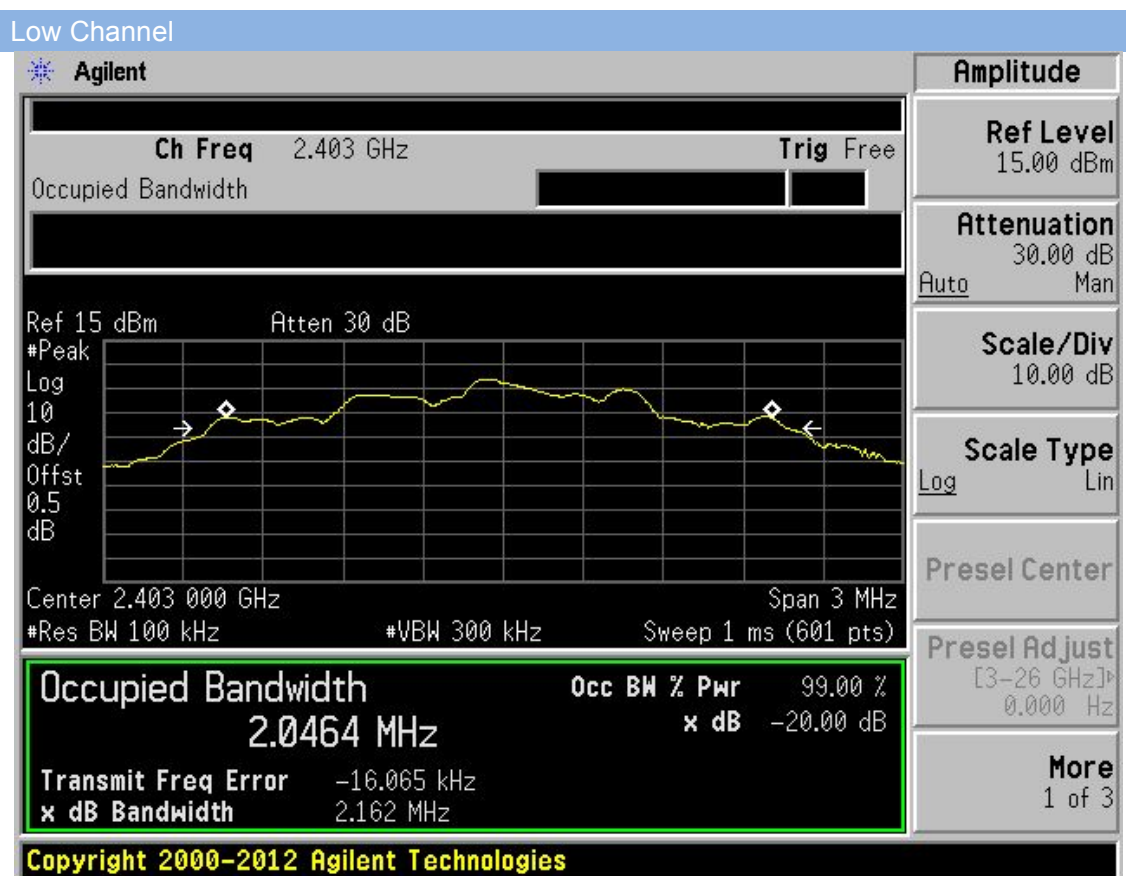 Low Channel
Agilent
Amplitude
Ch Freq 2.403 GHz Trig Free
Occupied Bandwidth
Ref Level
15.00 dBm
Attenuation
30.00 dB
Auto Man
Ref 15 dBm Atten 30 dB
#Peak
Log
10
dB/
Offst
0.5
dB
Scale/Div
10.00 dB
Scale Type
Log Lin
Presel Center
Center 2.403 000 GHz Span 3 MHz
#Res BW 100 kHz #VBW 300 kHz Sweep 1 ms (601 pts)
Presel Adjust
[3-26 GHz]
0.000 Hz
Occupied Bandwidth Occ BW % Pwr 99.00 %
2.0464 MHz x dB -20.00 dB
Transmit Freq Error -16.065 kHz
x dB Bandwidth 2.162 MHz
More
1 of 3
Copyright 2000-2012 Agilent Technologies